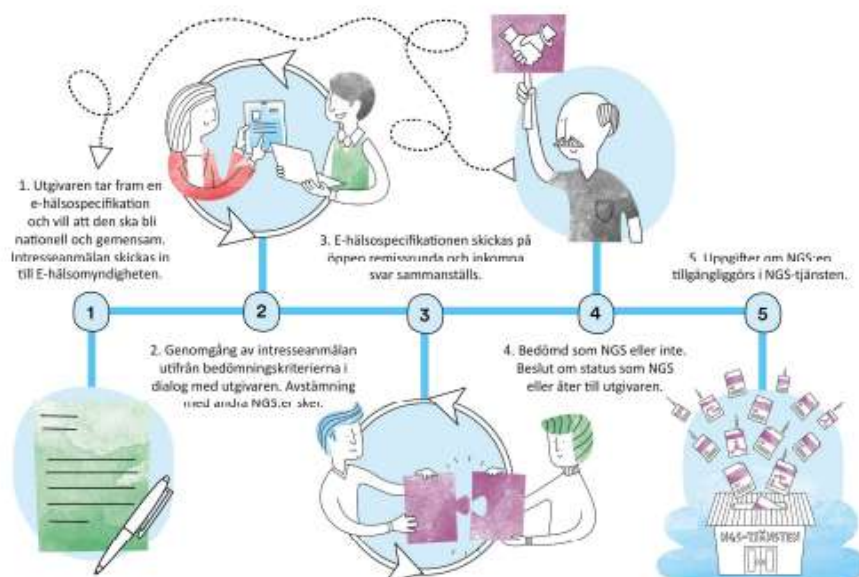 1. Utgivaren tar fram en
e-hälsospecifikation
och vill att den ska bli
nationell och gemensam.
Intresseanmälan skickas in
till E-hälsomyndigheten.
3. E-hälsospecifikationen skickas på
öppen remissrunda och inkomna
svar sammanställs.
5. Uppgifter om NGS:en
tillgängliggörs i NGS-tjänsten.
1
2
3
4
5
2. Genomgång av intresseanmälan
utifrån bedömningskriterierna i
dialog med utgivaren. Avstämning
med andra NGS:er sker.
4. Bedömd som NGS eller inte.
Beslut om status som NGS
eller åter till utgivaren.
NGS-TJÄNSTEN